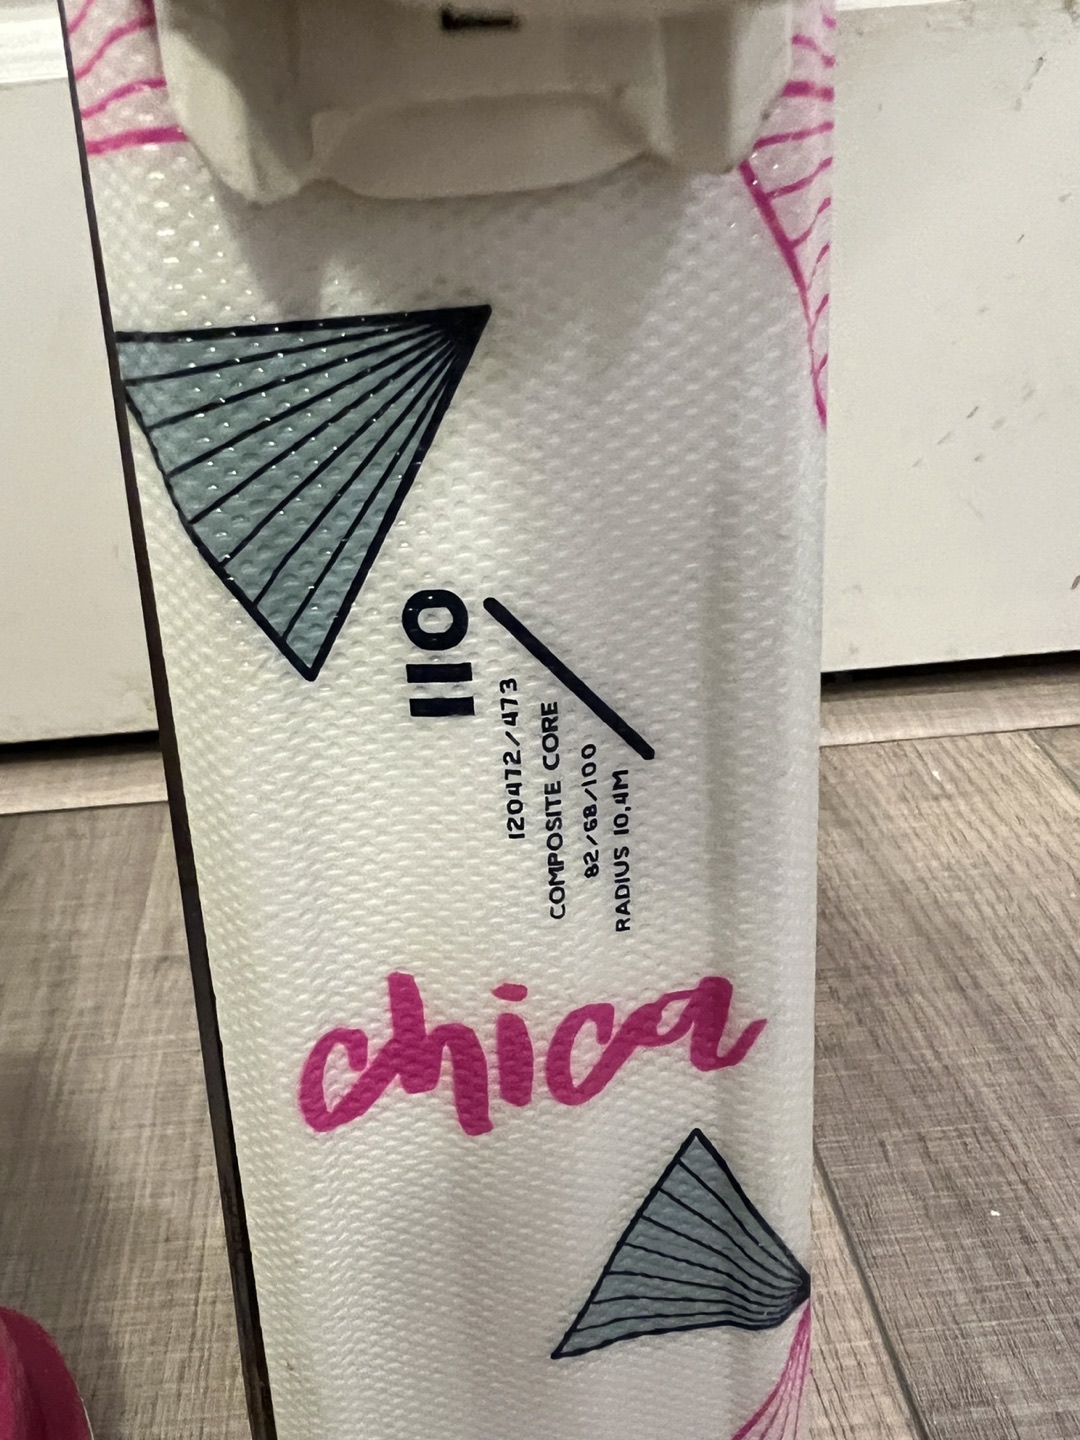 110
120472/473
COMPOSITE CORE
82/68/100
RADIUS 10,4M
chica